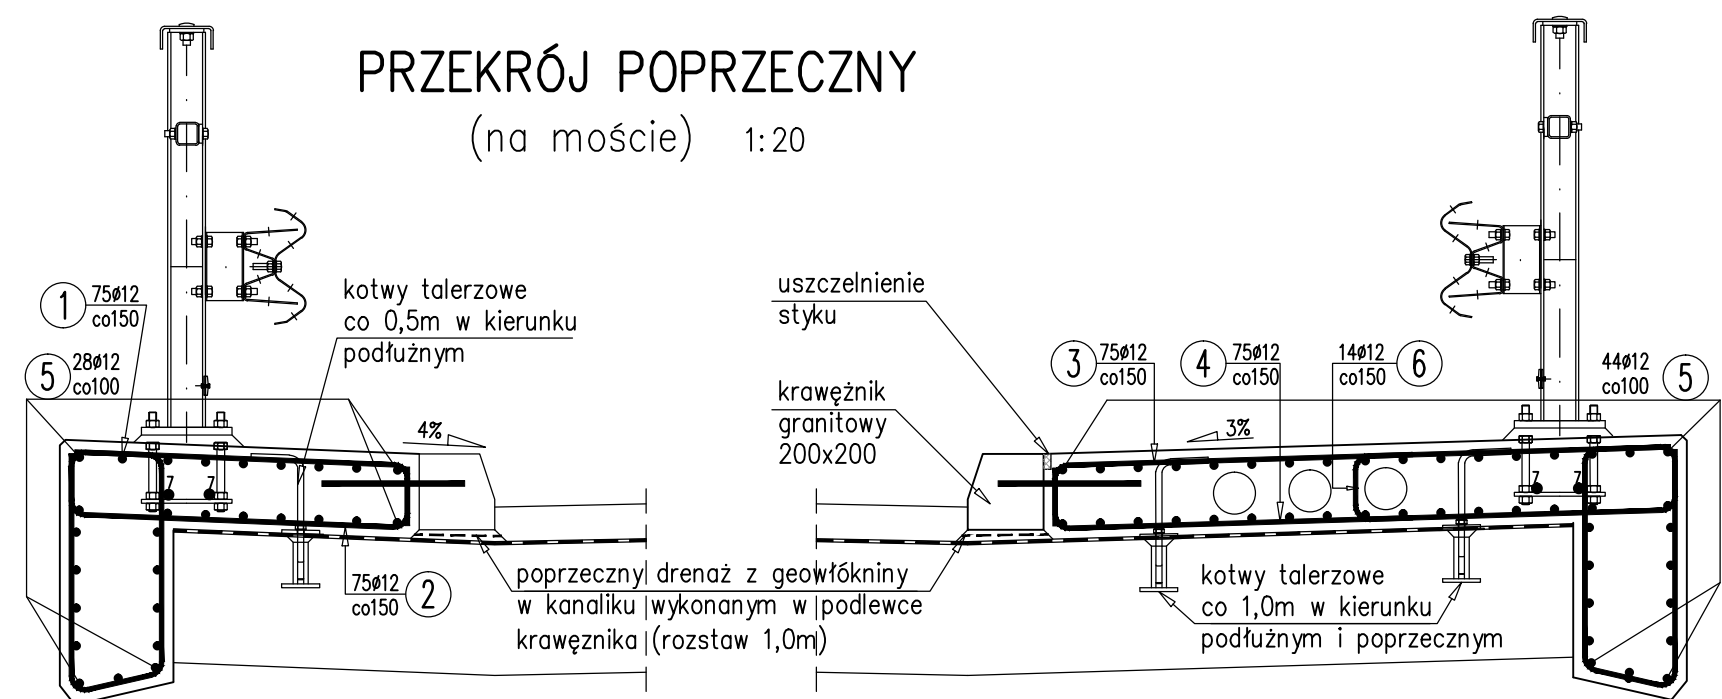 PRZEKRÓJ POPRZECZNY
(na moście) 1:20
1 75ø12
co150
5 28ø12
co100
kotwy talerzowe
co 0,5m w kierunku
podłużnym
4%
7 7
75ø12
co150 2
uszczelnienie
styku
krawężnik
granitowy
200x200
poprzeczny drenaż z geowłókniny
w kanaliku wykonanym w podlewce
krawęznika (rozstaw 1,0m)
3 75ø12
co150
4 75ø12
co150
14ø12 6
co150
44ø12 5
co100
3%
7 7
kotwy talerzowe
co 1,0m w kierunku
podłużnym i poprzecznym